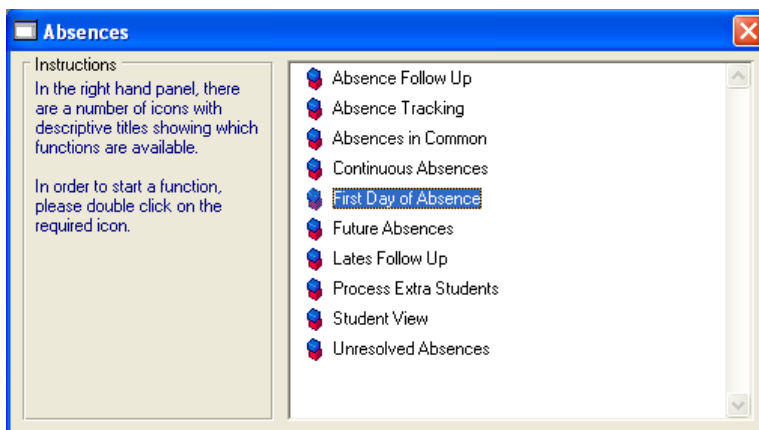 Absences
Instructions
In the right hand panel, there
are a number of icons with
descriptive titles showing which
functions are available.
In order to start a function,
please double click on the
required icon.
Absence Follow Up
Absence Tracking
Absences in Common
Continuous Absences
First Day of Absence
Future Absences
Lates Follow Up
Process Extra Students
Student View
Unresolved Absences